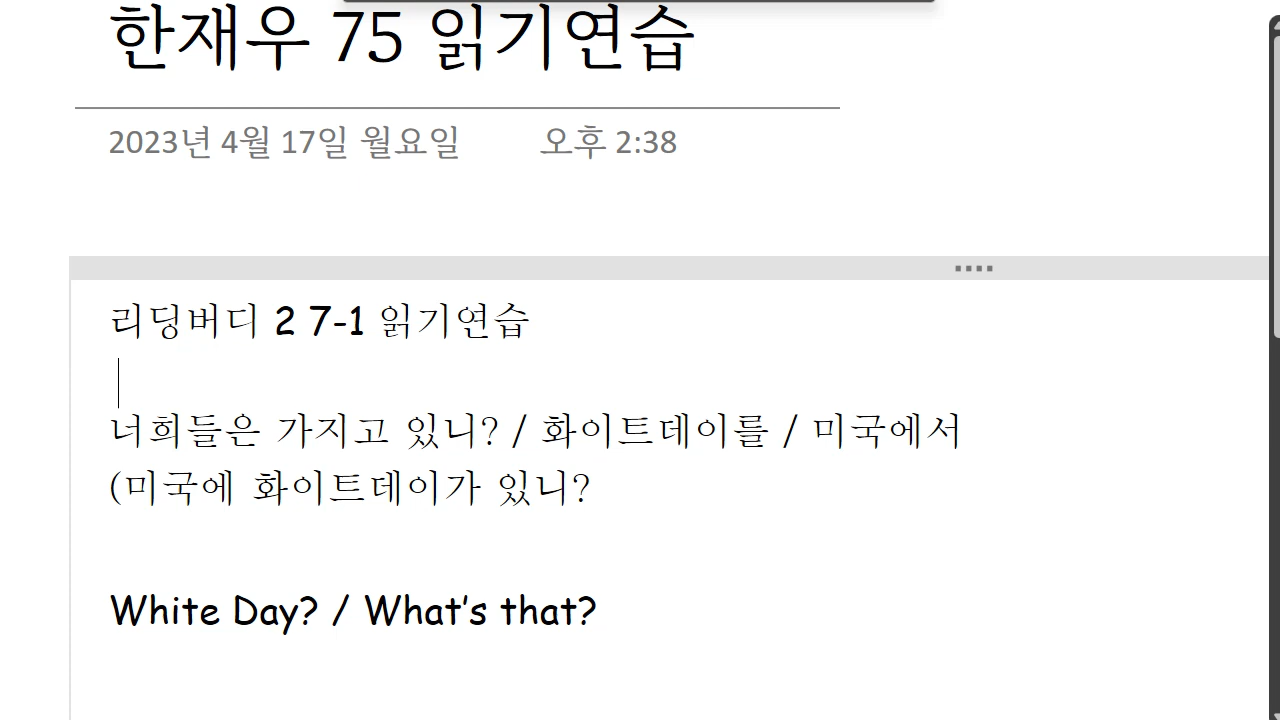 한재우 75 읽기연습
2023년 4월 17일 월요일 오후 2:38
리딩버디 2 7-1 읽기연습
너희들은 가지고 있니? / 화이트데이를 / 미국에서
(미국에 화이트데이가 있니?
White Day? / What's that?